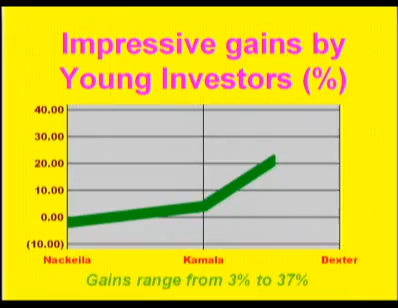 Impressive gains by
Young Investors (%)
40.00
30.00
20.00
10.00
0.00
(10.00)
Nackeila Kamala Dexter
Gains range from 3% to 37%